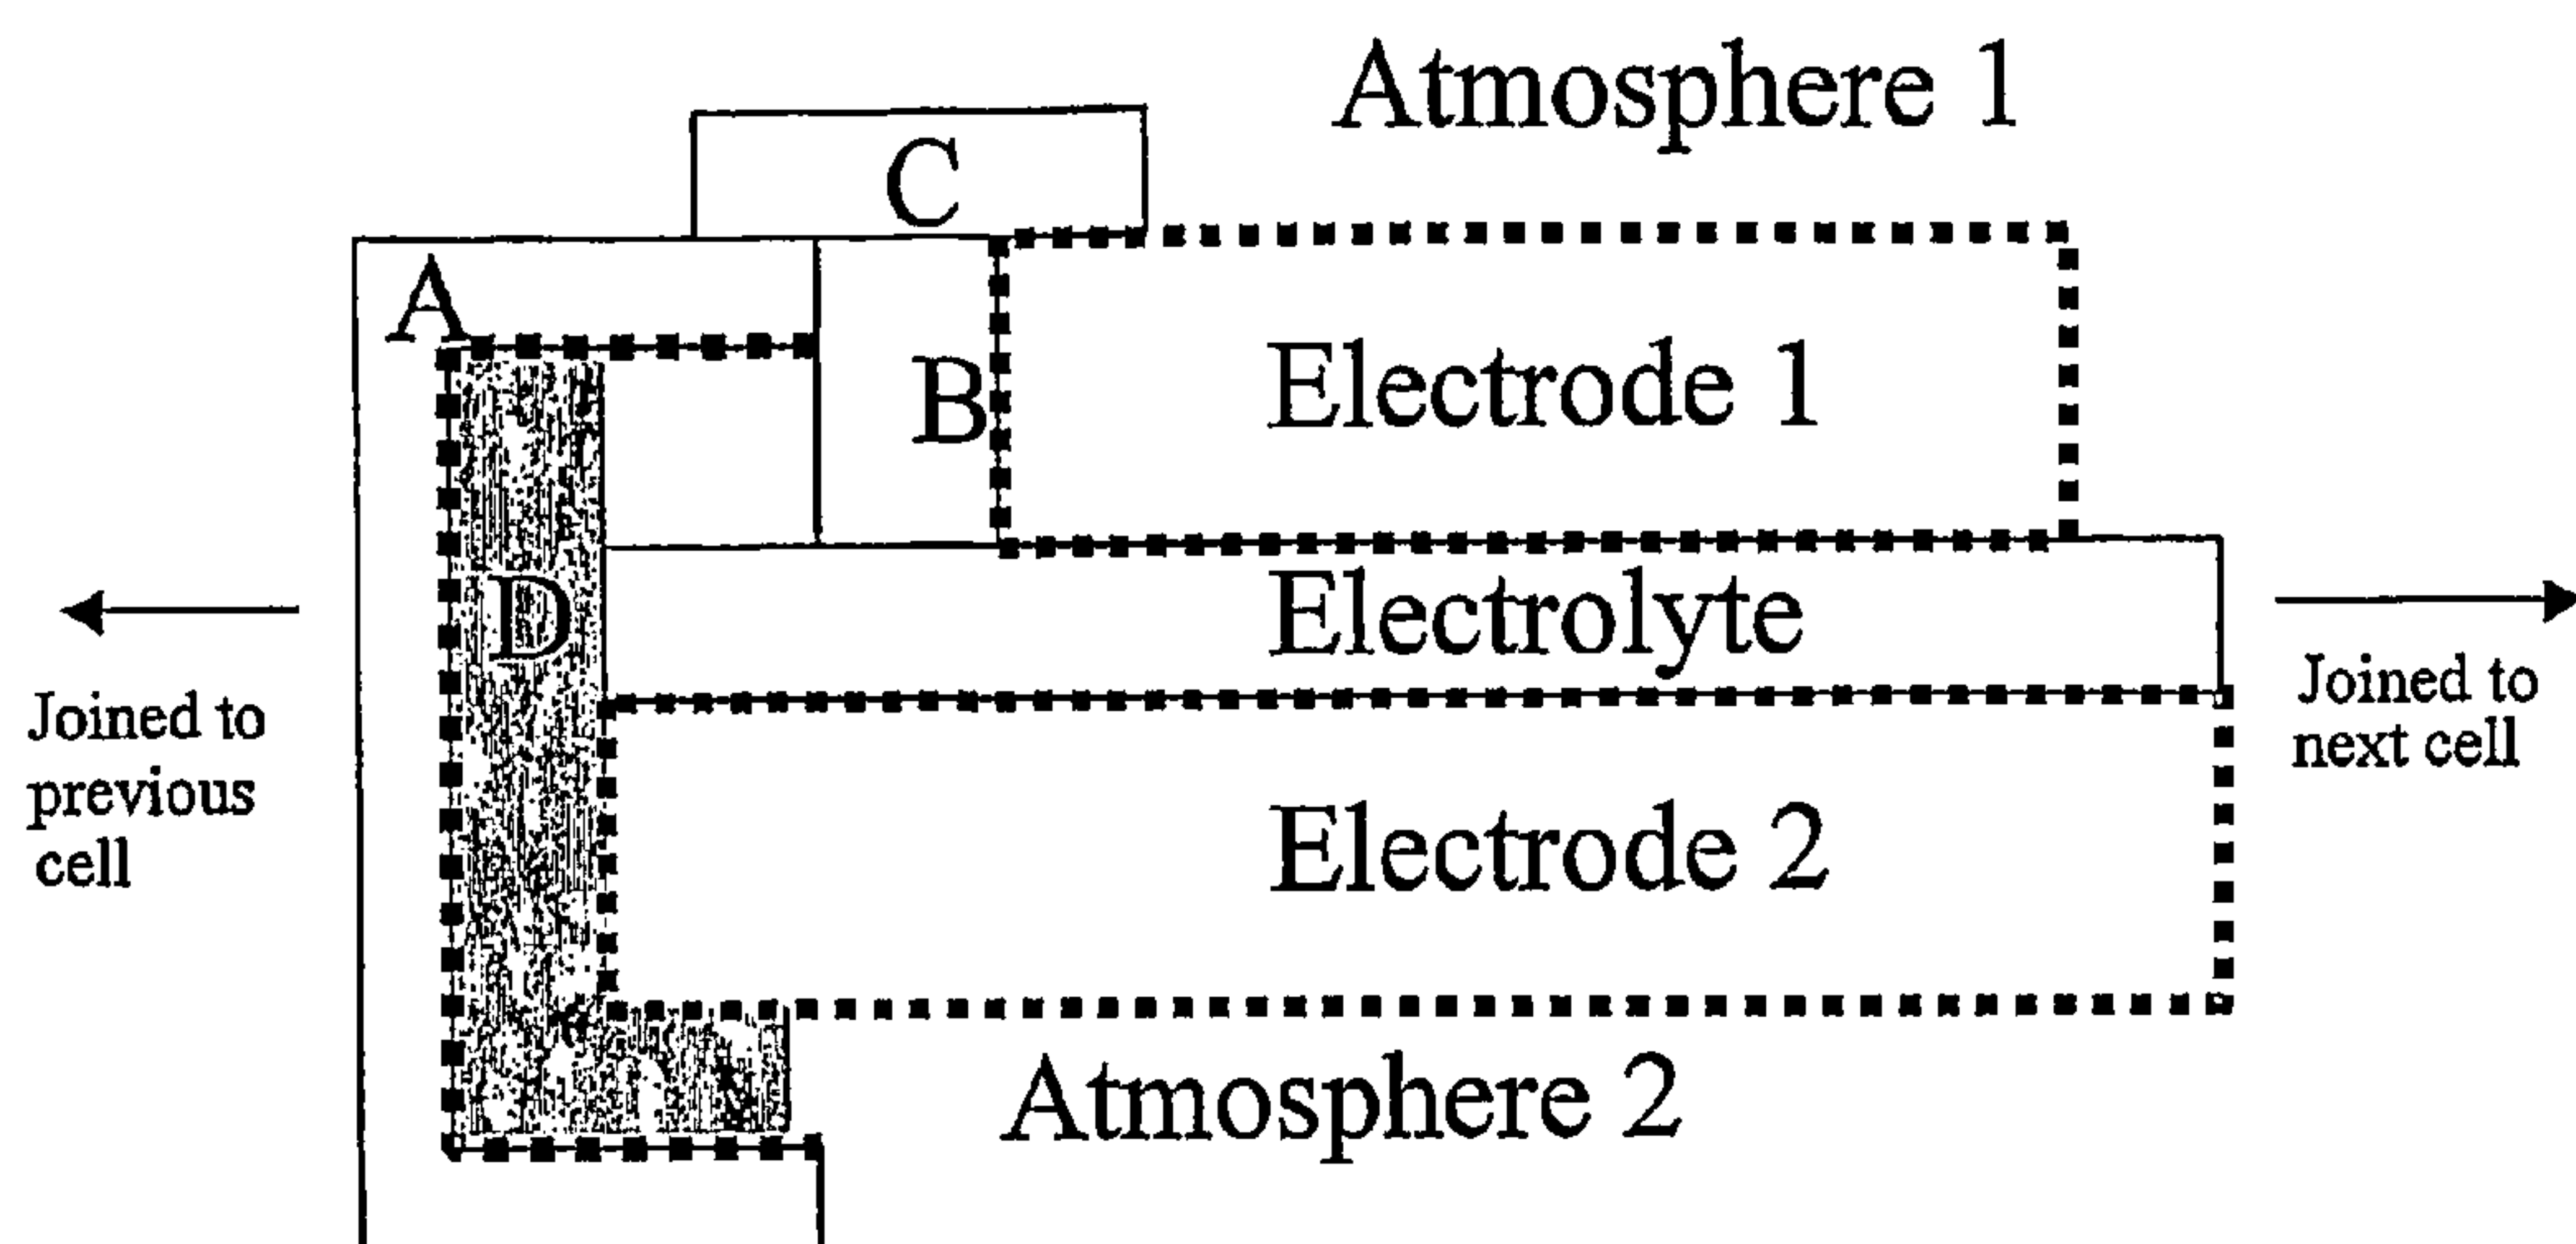 Atmosphere 1
C
A
B
Electrode 1
D
Electrolyte
Joined to
previous
cell
Joined to
next cell
Electrode 2
Atmosphere 2